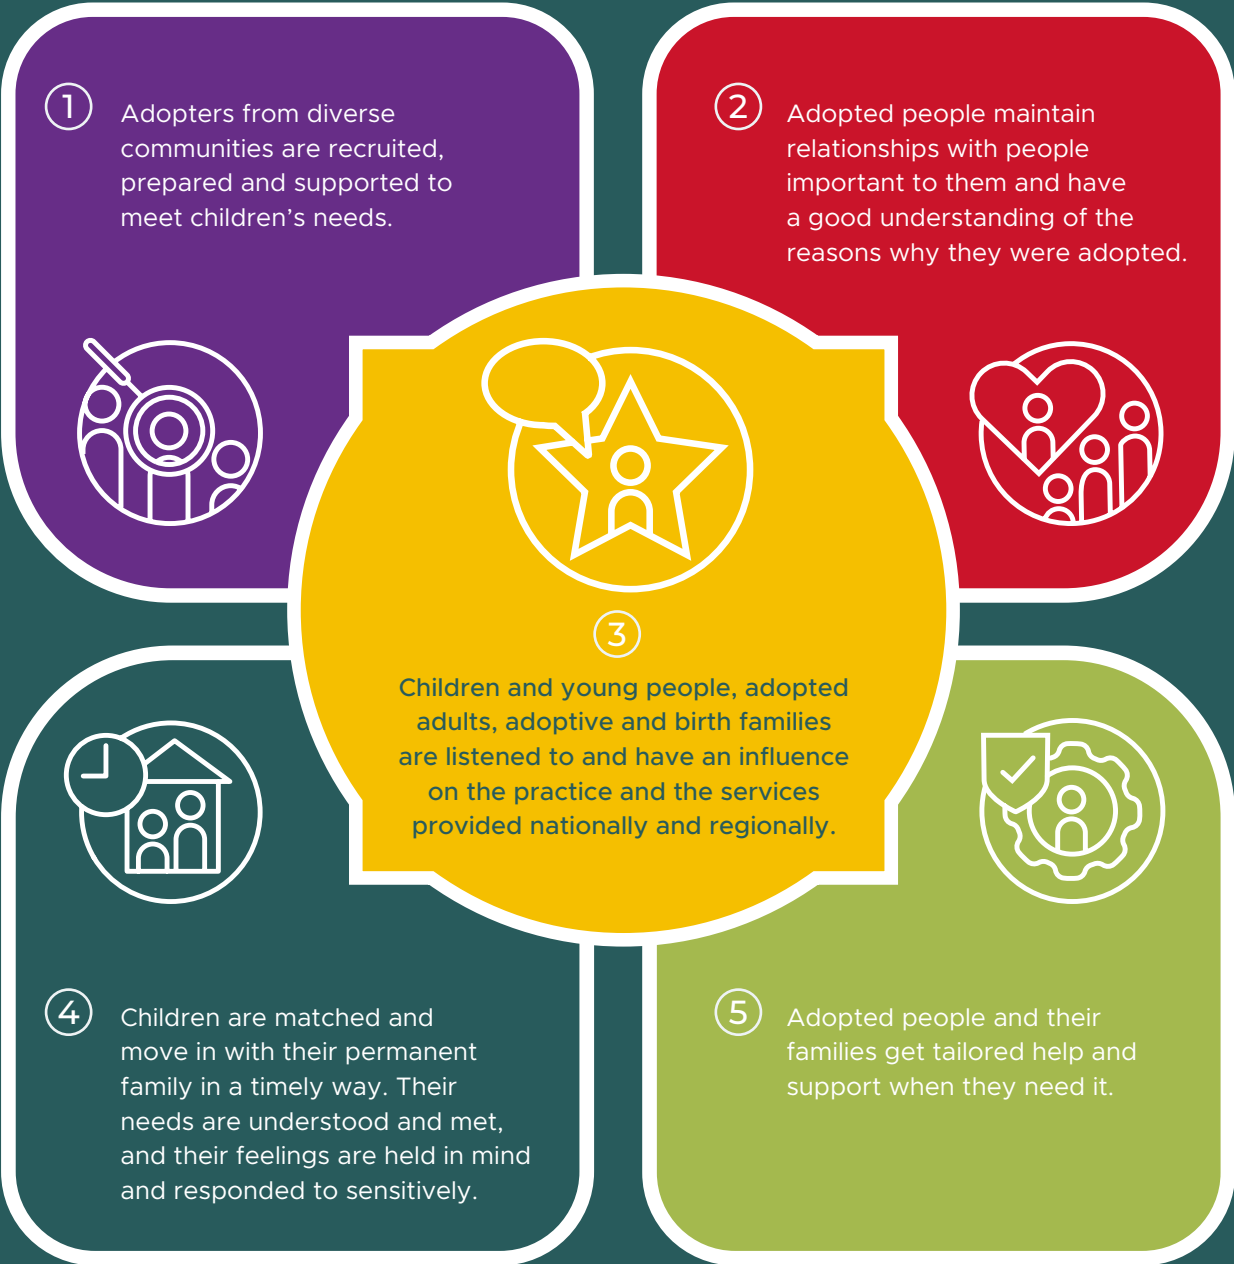 1
Adopters from diverse
communities are recruited,
prepared and supported to
meet children’s needs.
2
Adopted people maintain
relationships with people
important to them and have
a good understanding of the
reasons why they were adopted.
3
Children and young people, adopted
adults, adoptive and birth families
are listened to and have an influence
on the practice and the services
provided nationally and regionally.
4
Children are matched and
move in with their permanent
family in a timely way. Their
needs are understood and met,
and their feelings are held in mind
and responded to sensitively.
5
Adopted people and their
families get tailored help and
support when they need it.